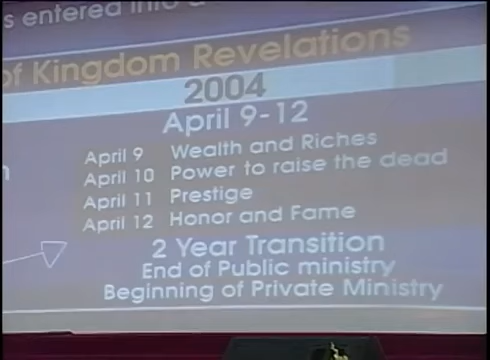 s entered into a
of Kingdom Revelations
2004
April 9-12
April 9 Wealth and Riches
April 10 Power to raise the dead
April 11 Prestige
April 12 Honor and Fame
2 Year Transition
End of Public ministry
Beginning of Private Ministry